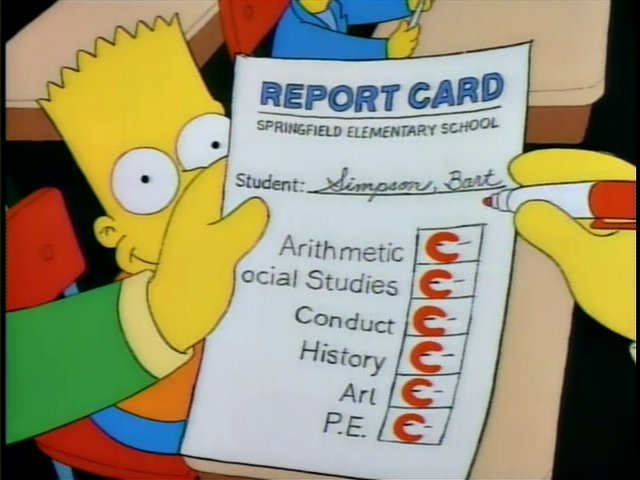 REPORT CARD
SPRINGFIELD ELEMENTARY SCHOOL
Student: Simpson, Bart
Arithmetic C-
ocial Studies C-
Conduct C-
History C-
Art C-
P.E. C-